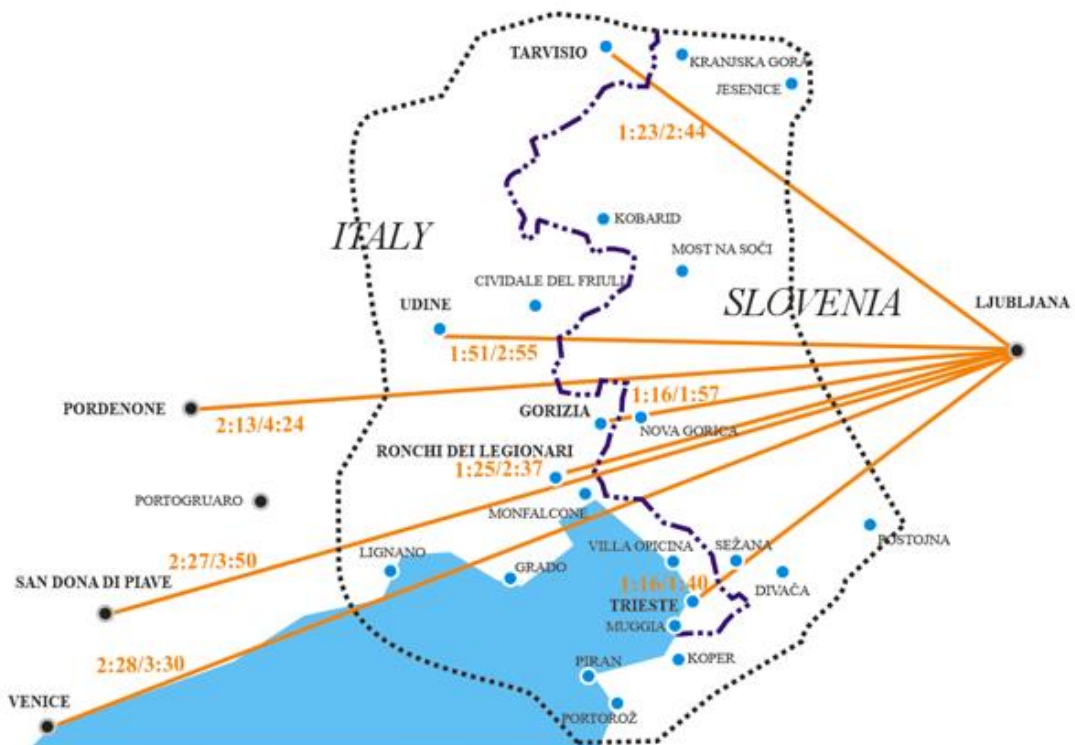 TARVISIO
KRANJSKA GORA
JESENICE
1:23/2:44
KOBARID
ITALY
MOST NA SOČI
CIVIDALE DEL FRIULI
UDINE
SLOVENIA
LJUBLJANA
1:51/2:55
1:16/1:57
PORDENONE
GORIZIA
2:13/4:24
NOVA GORICA
RONCHI DEI LEGIONARI
1:25/2:37
PORTOGRUARO
MONFALCONE
2:27/3:50
LIGNANO
GRADO
VILLA OPICINA
SEŽANA
POSTOJNA
SAN DONA DI PIAVE
1:16/1:40
DIVAČA
TRIESTE
MUGGIA
2:28/3:30
PIRAN
KOPER
VENICE
PORTOROŽ